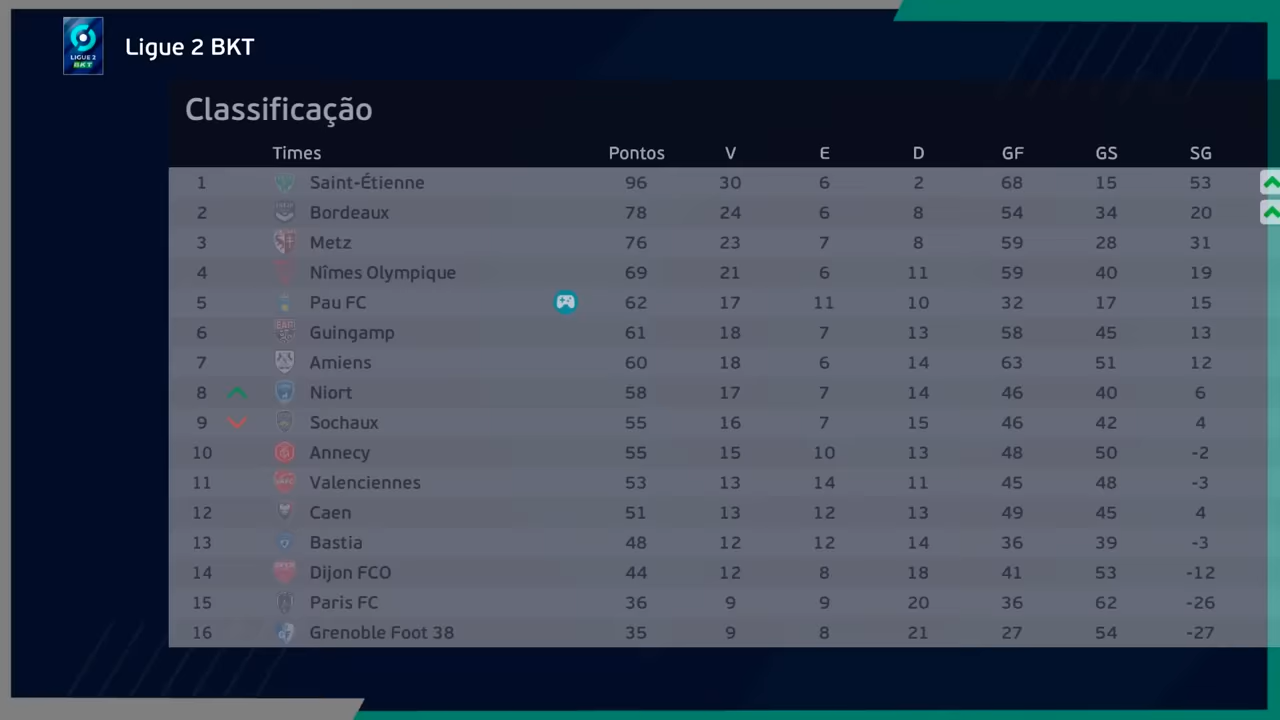 LIGUE 2
BKT
Ligue 2 BKT
Classificação
Times Pontos V E D GF GS SG
1 Saint-Étienne 96 30 6 2 68 15 53
2 Bordeaux 78 24 6 8 54 34 20
3 Metz 76 23 7 8 59 28 31
4 Nîmes Olympique 69 21 6 11 59 40 19
5 Pau FC 62 17 11 10 32 17 15
6 Guingamp 61 18 7 13 58 45 13
7 Amiens 60 18 6 14 63 51 12
8 Niort 58 17 7 14 46 40 6
9 Sochaux 55 16 7 15 46 42 4
10 Annecy 55 15 10 13 48 50 -2
11 Valenciennes 53 13 14 11 45 48 -3
12 Caen 51 13 12 13 49 45 4
13 Bastia 48 12 12 14 36 39 -3
14 Dijon FCO 44 12 8 18 41 53 -12
15 Paris FC 36 9 9 20 36 62 -26
16 Grenoble Foot 38 35 9 8 21 27 54 -27